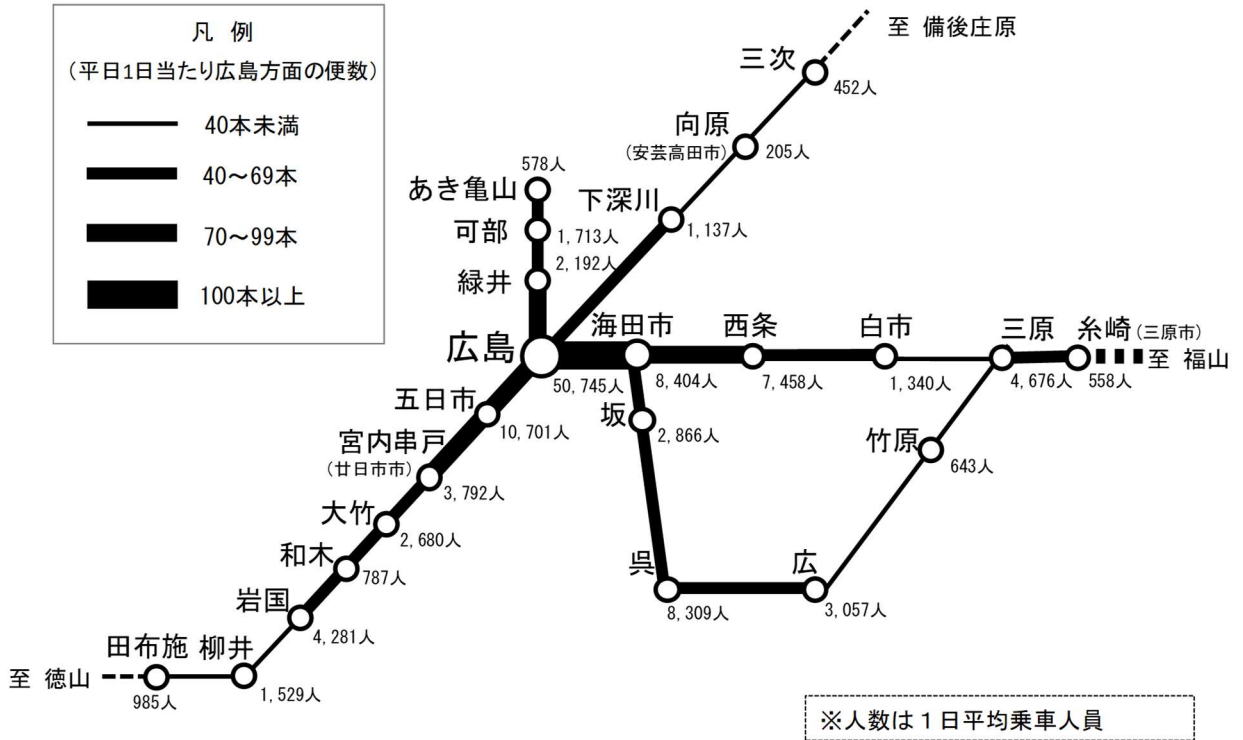 凡 例
(平日1日当たり広島方面の便数)
40本未満
40～69本
70～99本
100本以上
至 備後庄原
三次
452人
向原
(安芸高田市)
205人
578人
あき亀山
下深川
1,137人
可部
1,713人
2,192人
緑井
広島
50,745人
海田市
8,404人
西条
7,458人
白市
1,340人
三原
4,676人
糸崎(三原市)
558人
至 福山
五日市
10,701人
坂
2,866人
宮内串戸
(廿日市市)
3,792人
竹原
643人
大竹
2,680人
和木
787人
呉
8,309人
広
3,057人
岩国
4,281人
田布施
985人
柳井
1,529人
至 徳山
※人数は１日平均乗車人員